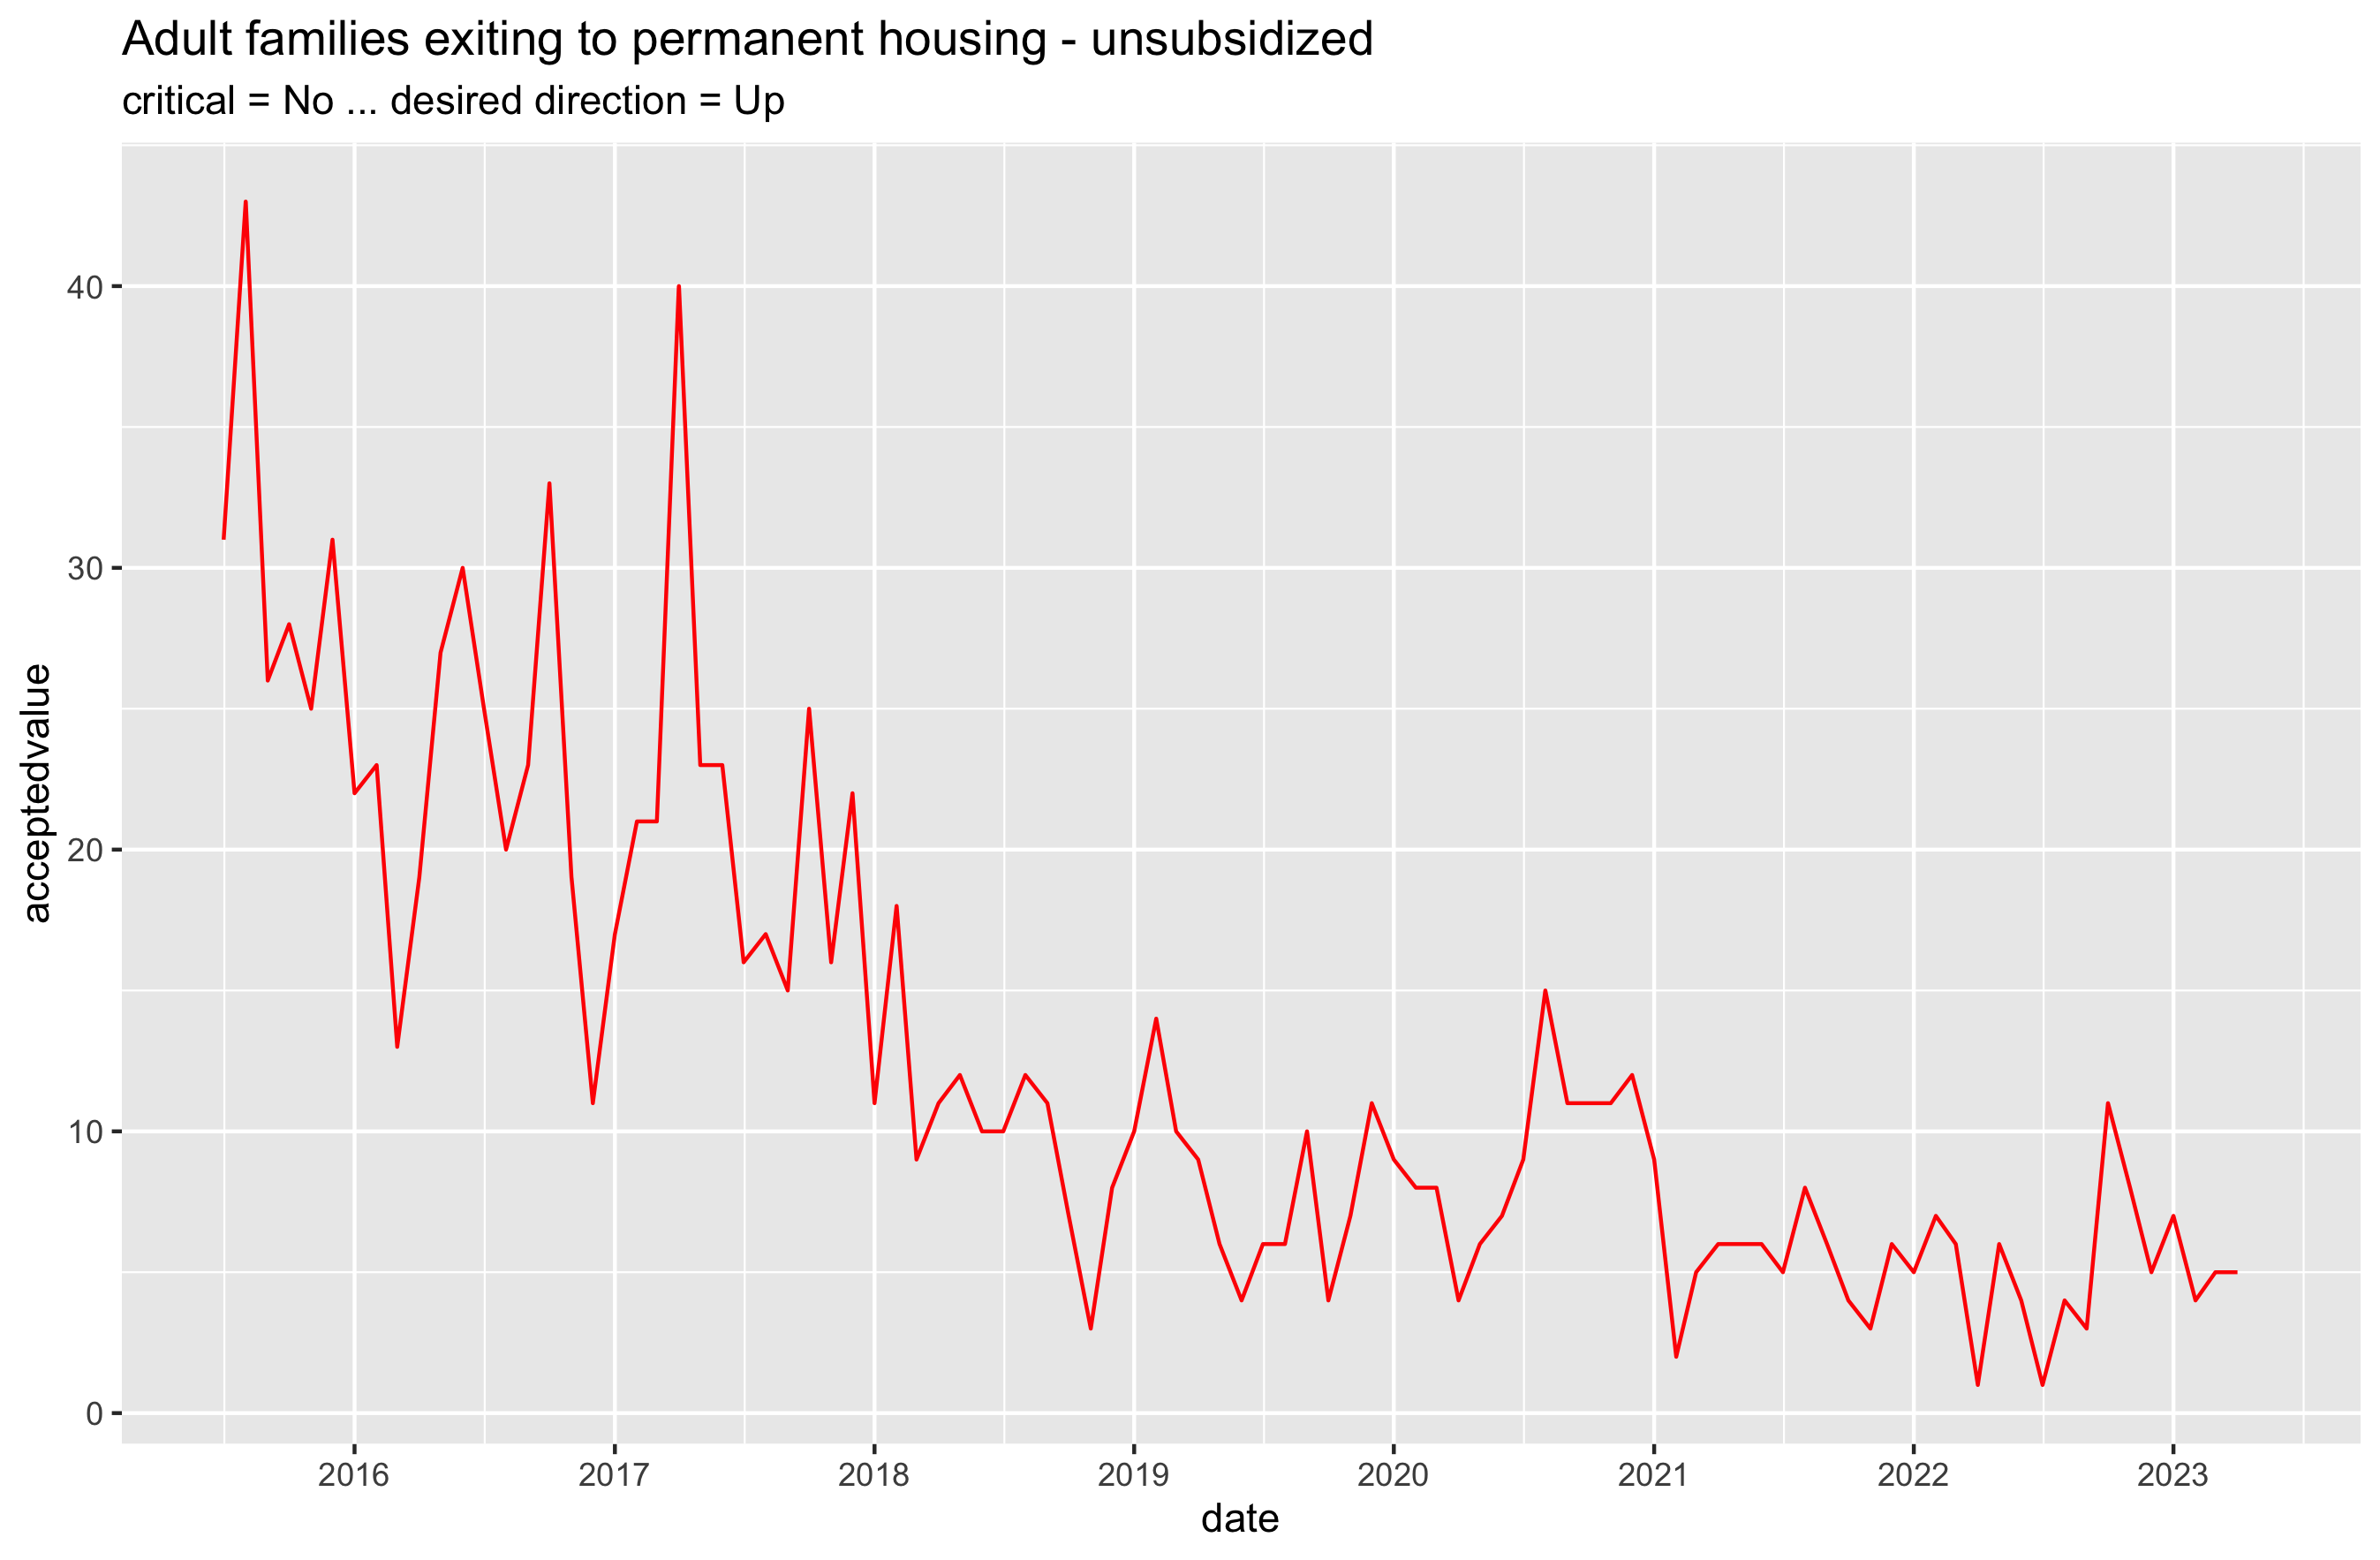 Adult families exiting to permanent housing - unsubsidized
critical = No ... desired direction = Up
acceptedvalue
40
30
20
10
0
2016 2017 2018 2019 2020 2021 2022 2023
date